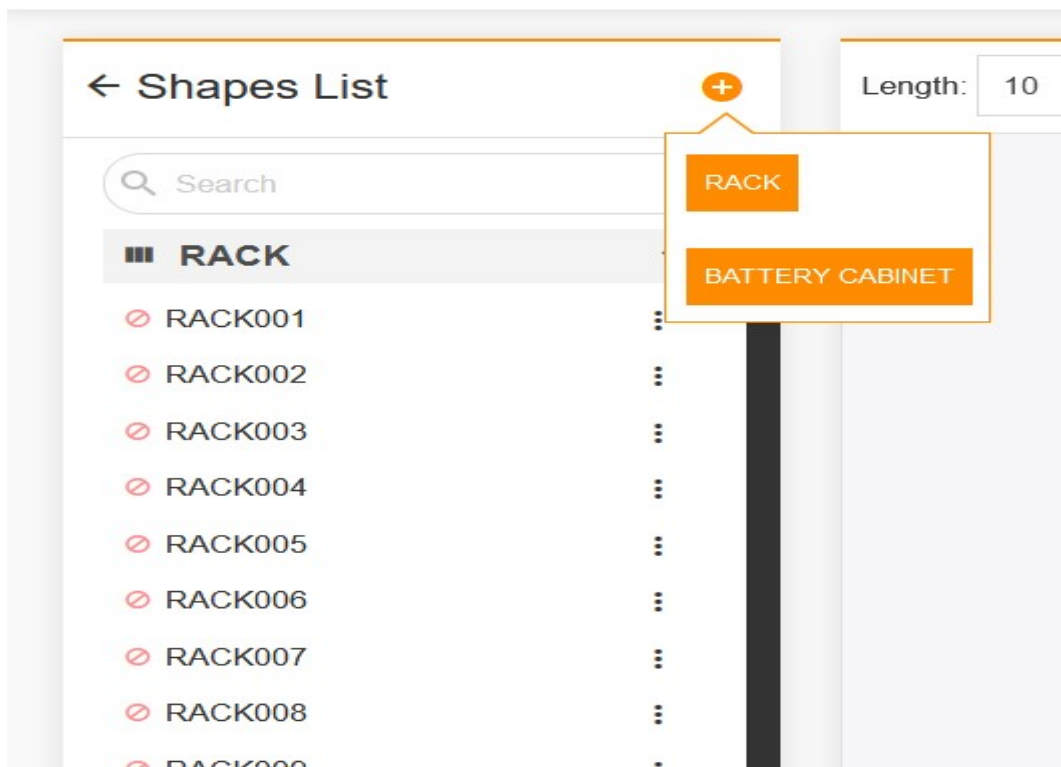 Shapes List
Length: 10
Search
RACK
BATTERY CABINET
RACK
RACK001
RACK002
RACK003
RACK004
RACK005
RACK006
RACK007
RACK008